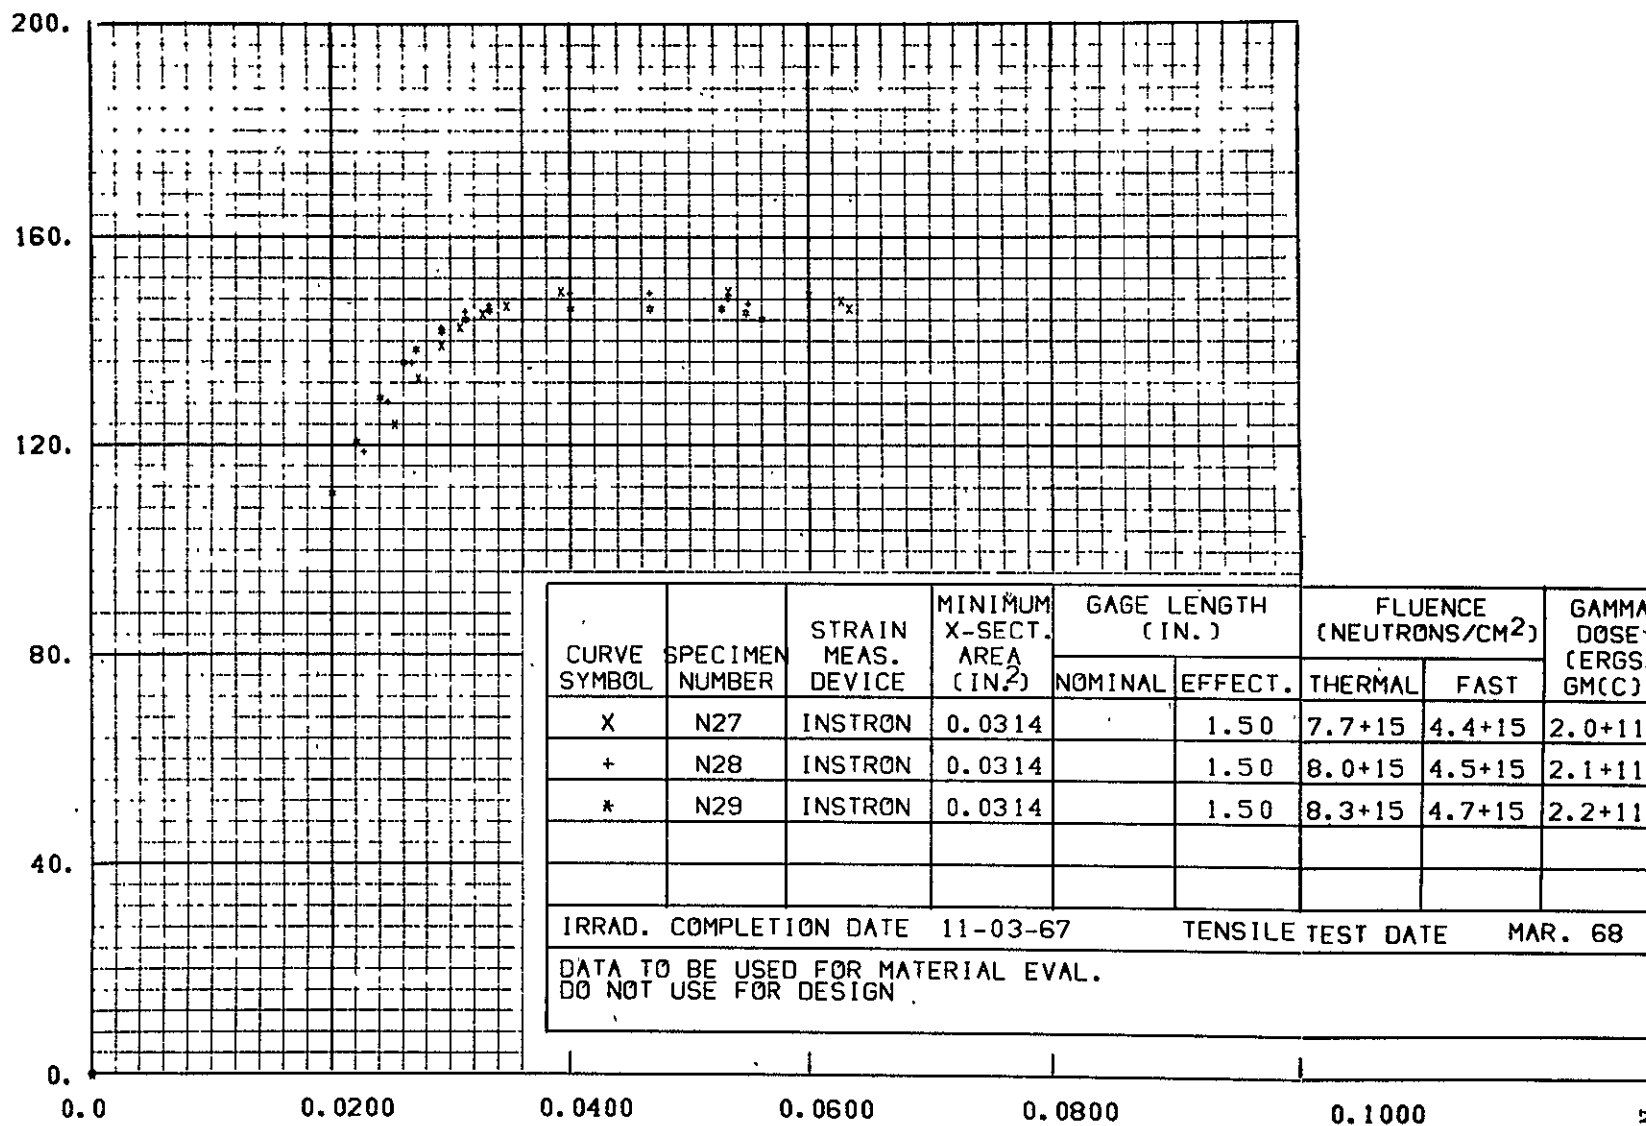 200.
160.
120.
80.
40.
0.
0.0 0.0200 0.0400 0.0600 0.0800 0.1000
CURVE SYMBOL SPECIMEN NUMBER STRAIN MEAS. DEVICE MINIMUM X-SECT. AREA (IN.2) GAGE LENGTH (IN.) FLUENCE (NEUTRONS/CM2) GAMMA DOSE (ERGS GM(C)
NOMINAL EFFECT. THERMAL FAST
X N27 INSTRON 0.0314 1.50 7.7+15 4.4+15 2.0+11
+ N28 INSTRON 0.0314 1.50 8.0+15 4.5+15 2.1+11
* N29 INSTRON 0.0314 1.50 8.3+15 4.7+15 2.2+11
IRRAD. COMPLETION DATE 11-03-67 TENSILE TEST DATE MAR. 68
DATA TO BE USED FOR MATERIAL EVAL.
DO NOT USE FOR DESIGN